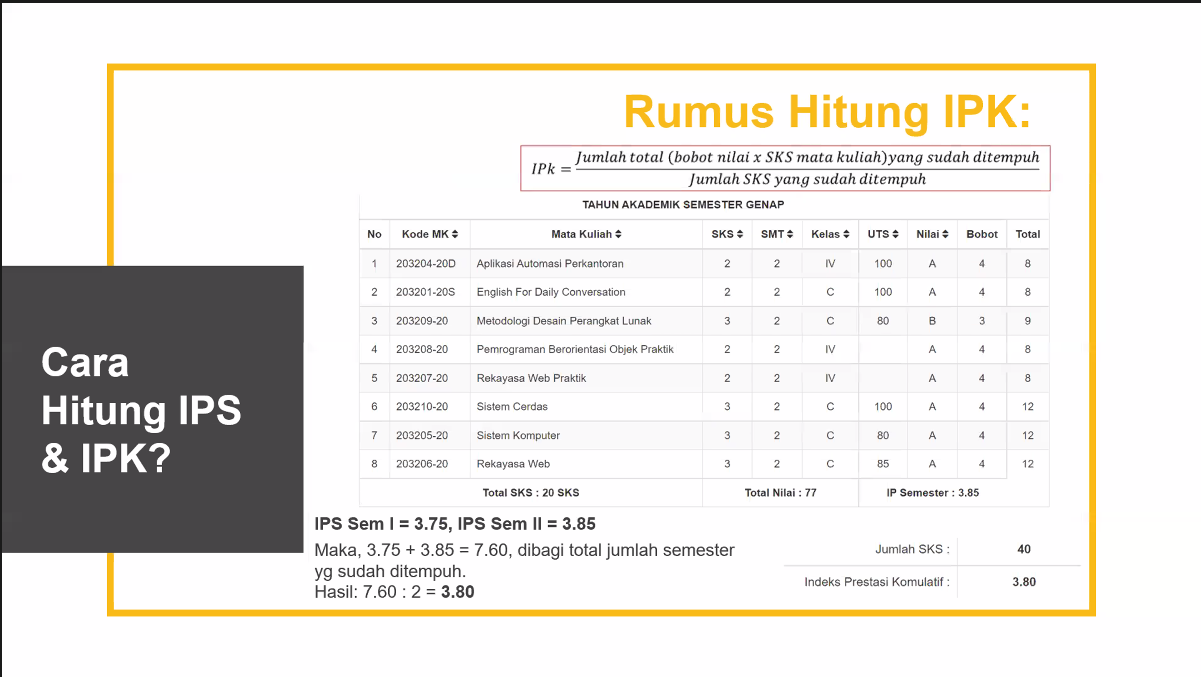 Rumus Hitung IPK:
IPk = Jumlah total (bobot nilai x SKS mata kuliah)yang sudah ditempuh
Jumlah SKS yang sudah ditempuh
TAHUN AKADEMIK SEMESTER GENAP
No Kode MK Mata Kuliah SKS SMT Kelas UTS Nilai Bobot Total
1 203204-20D Aplikasi Automasi Perkantoran 2 2 IV 100 A 4 8
2 203201-20S English For Daily Conversation 2 2 C 100 A 4 8
3 203209-20 Metodologi Desain Perangkat Lunak 3 2 C 80 B 3 9
4 203208-20 Pemrograman Berorientasi Objek Praktik 2 2 IV A 4 8
5 203207-20 Rekayasa Web Praktik 2 2 IV A 4 8
6 203210-20 Sistem Cerdas 3 2 C 100 A 4 12
7 203205-20 Sistem Komputer 3 2 C 80 A 4 12
8 203206-20 Rekayasa Web 3 2 C 85 A 4 12
Total SKS : 20 SKS Total Nilai : 77 IP Semester : 3.85
Cara
Hitung IPS
& IPK?
IPS Sem I = 3.75, IPS Sem II = 3.85
Maka, 3.75 + 3.85 = 7.60, dibagi total jumlah semester
yg sudah ditempuh.
Hasil: 7.60 : 2 = 3.80
Jumlah SKS : 40
Indeks Prestasi Komulatif : 3.80